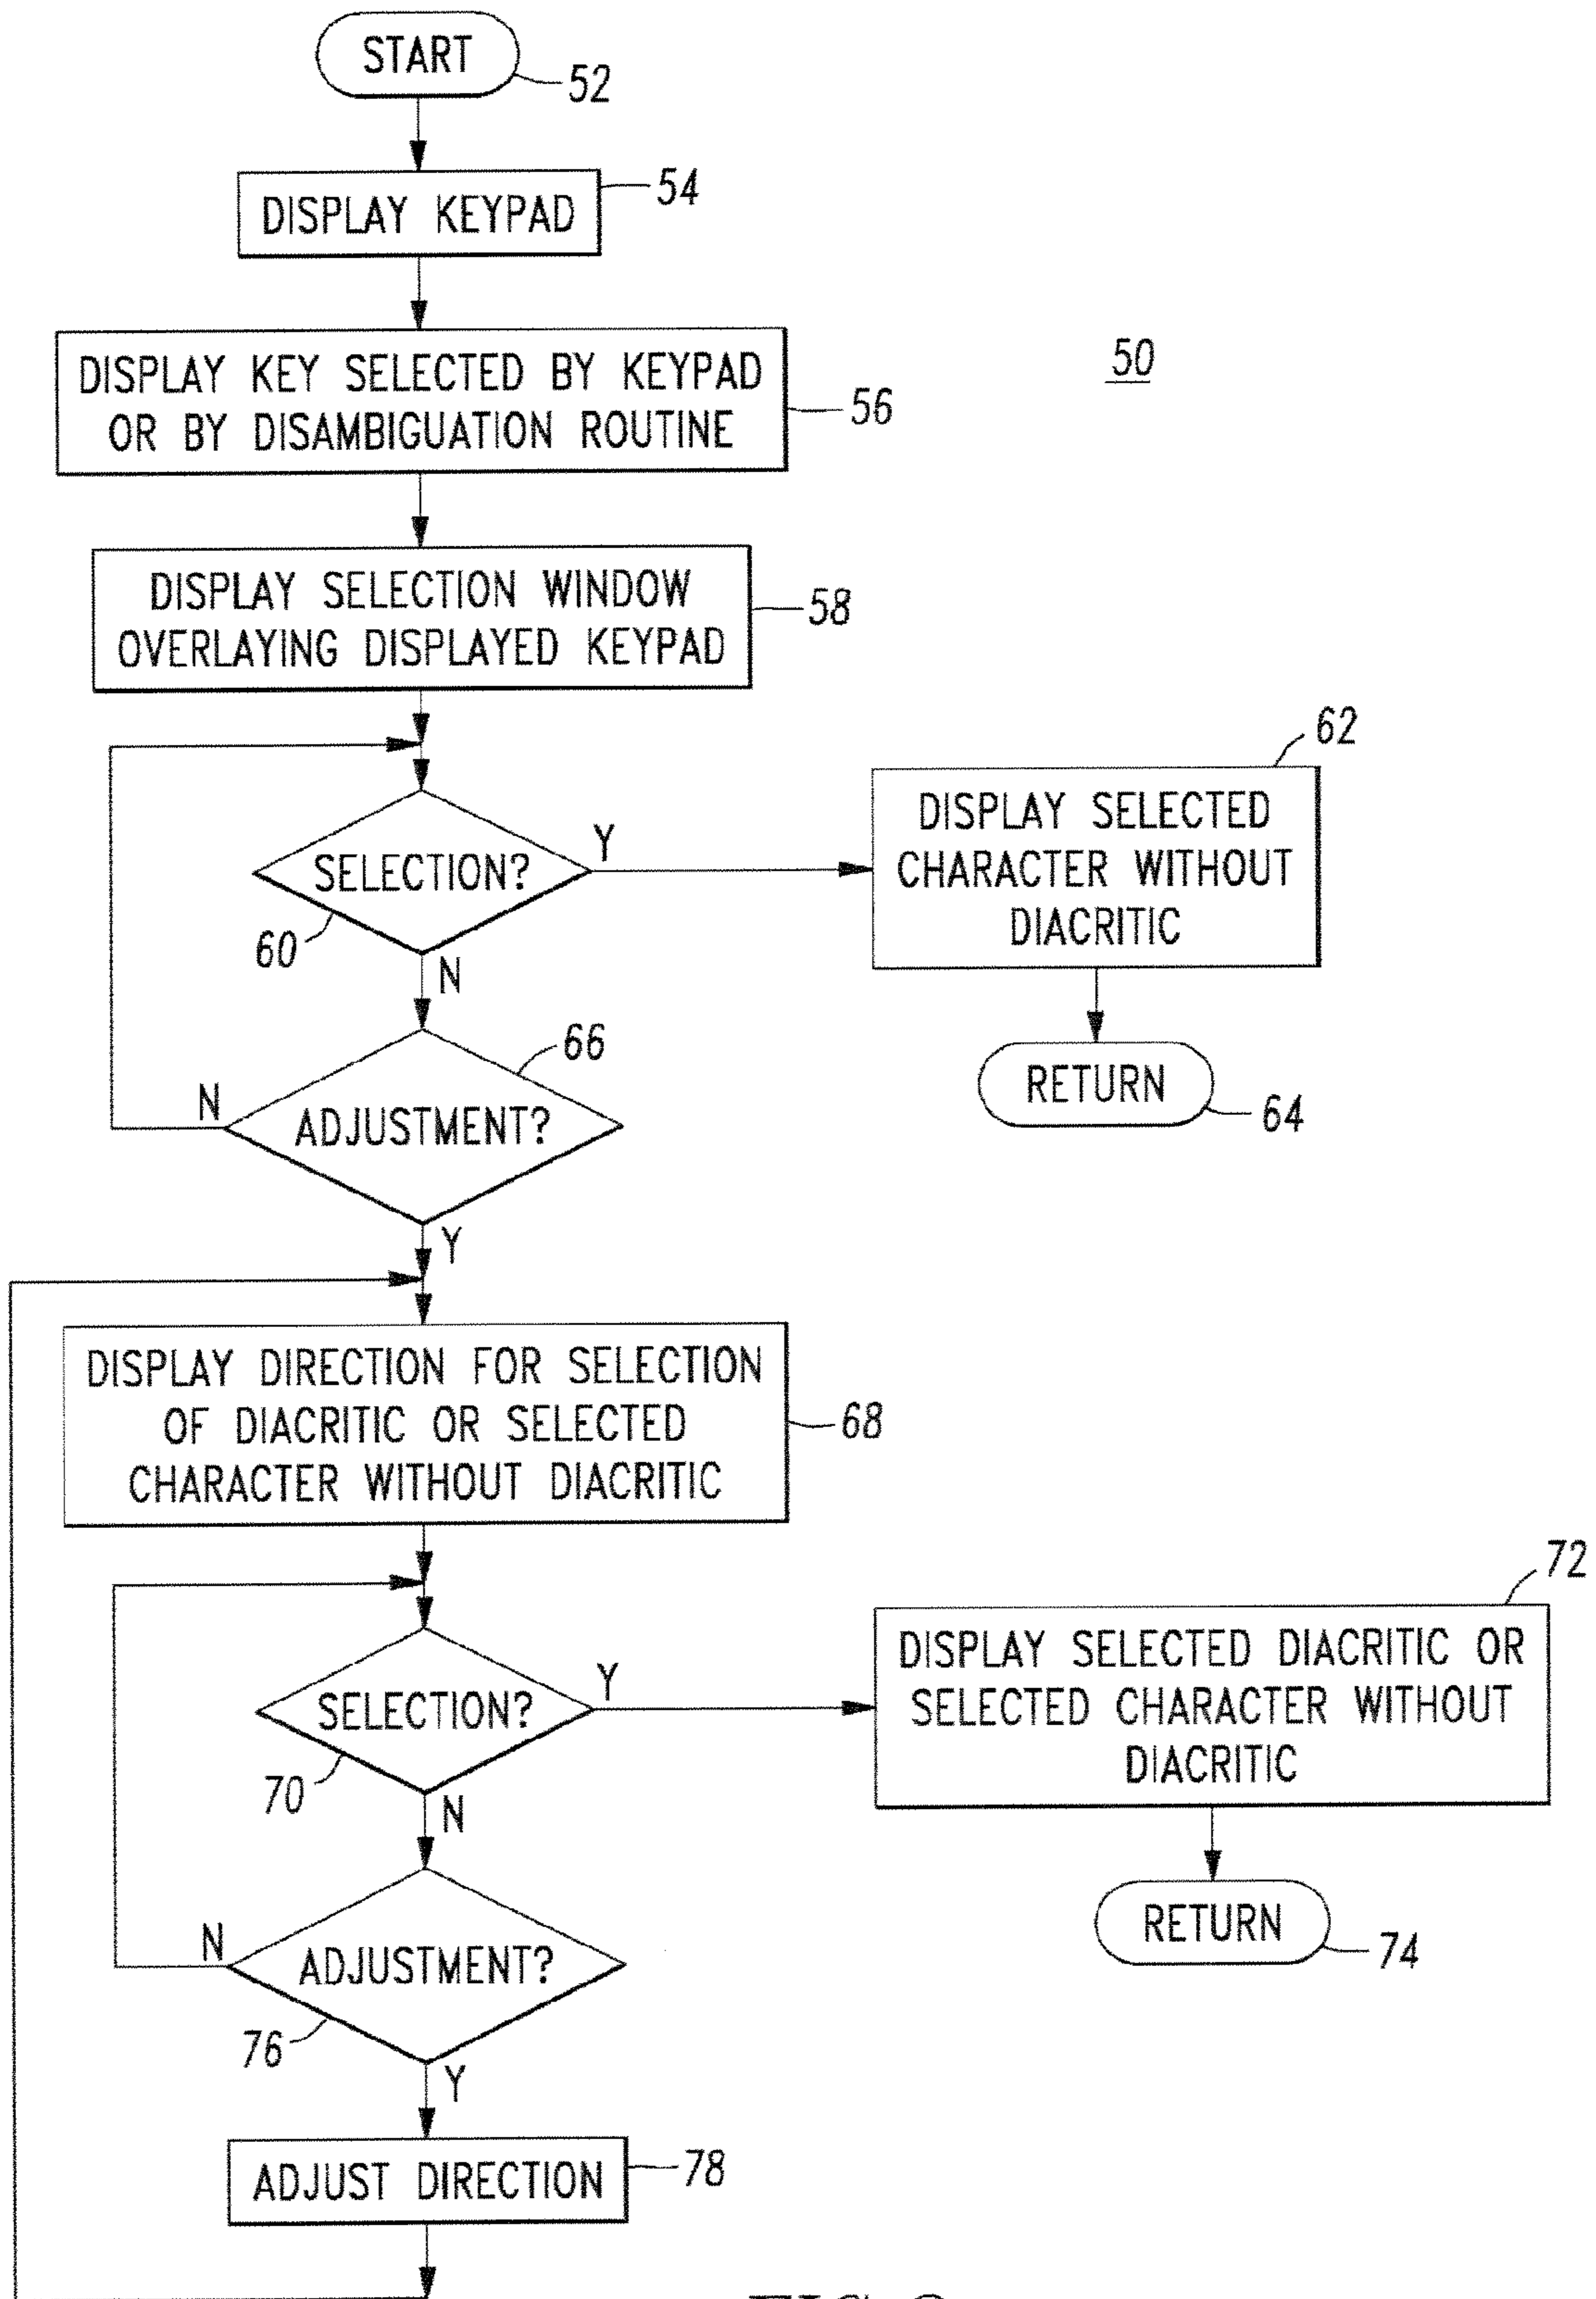 START
52
DISPLAY KEYPAD
54
DISPLAY KEY SELECTED BY KEYPAD
OR BY DISAMBIGUATION ROUTINE
56
50
DISPLAY SELECTION WINDOW
OVERLAYING DISPLAYED KEYPAD
58
SELECTION?
60
Y
N
62
DISPLAY SELECTED
CHARACTER WITHOUT
DIACRITIC
RETURN
64
66
ADJUSTMENT?
N
Y
DISPLAY DIRECTION FOR SELECTION
OF DIACRITIC OR SELECTED
CHARACTER WITHOUT DIACRITIC
68
SELECTION?
70
Y
N
72
DISPLAY SELECTED DIACRITIC OR
SELECTED CHARACTER WITHOUT
DIACRITIC
RETURN
74
N
ADJUSTMENT?
76
Y
ADJUST DIRECTION
78